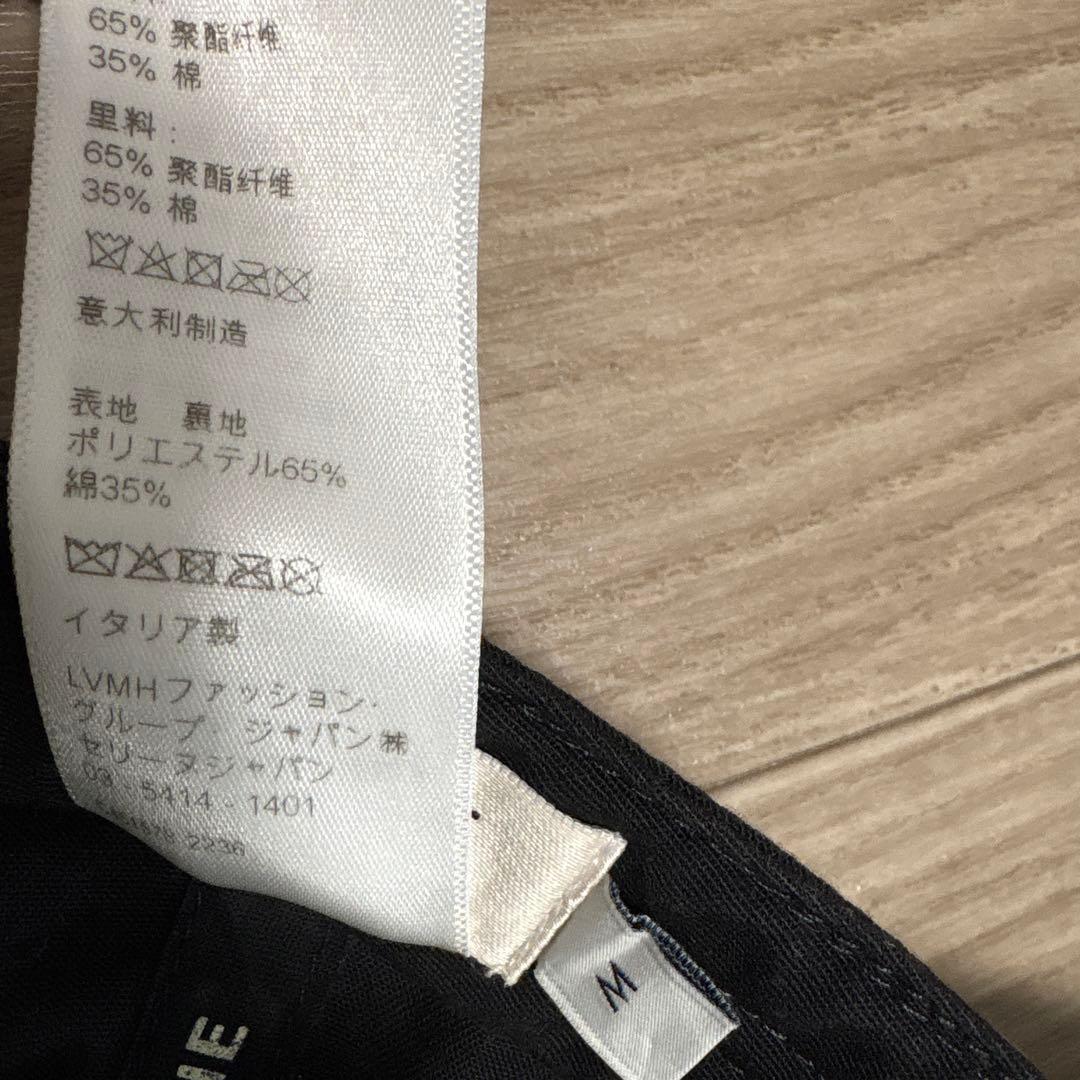 65% 聚酯纤维
35% 棉
里料:
65% 聚酯纤维
35% 棉
意大利制造
表地 裏地
ポリエステル65%
綿35%
イタリア製
LVMHファッション·
グループ·ジャパン㈱
セリーヌジャパン
03 - 5414 - 1401
2236
M